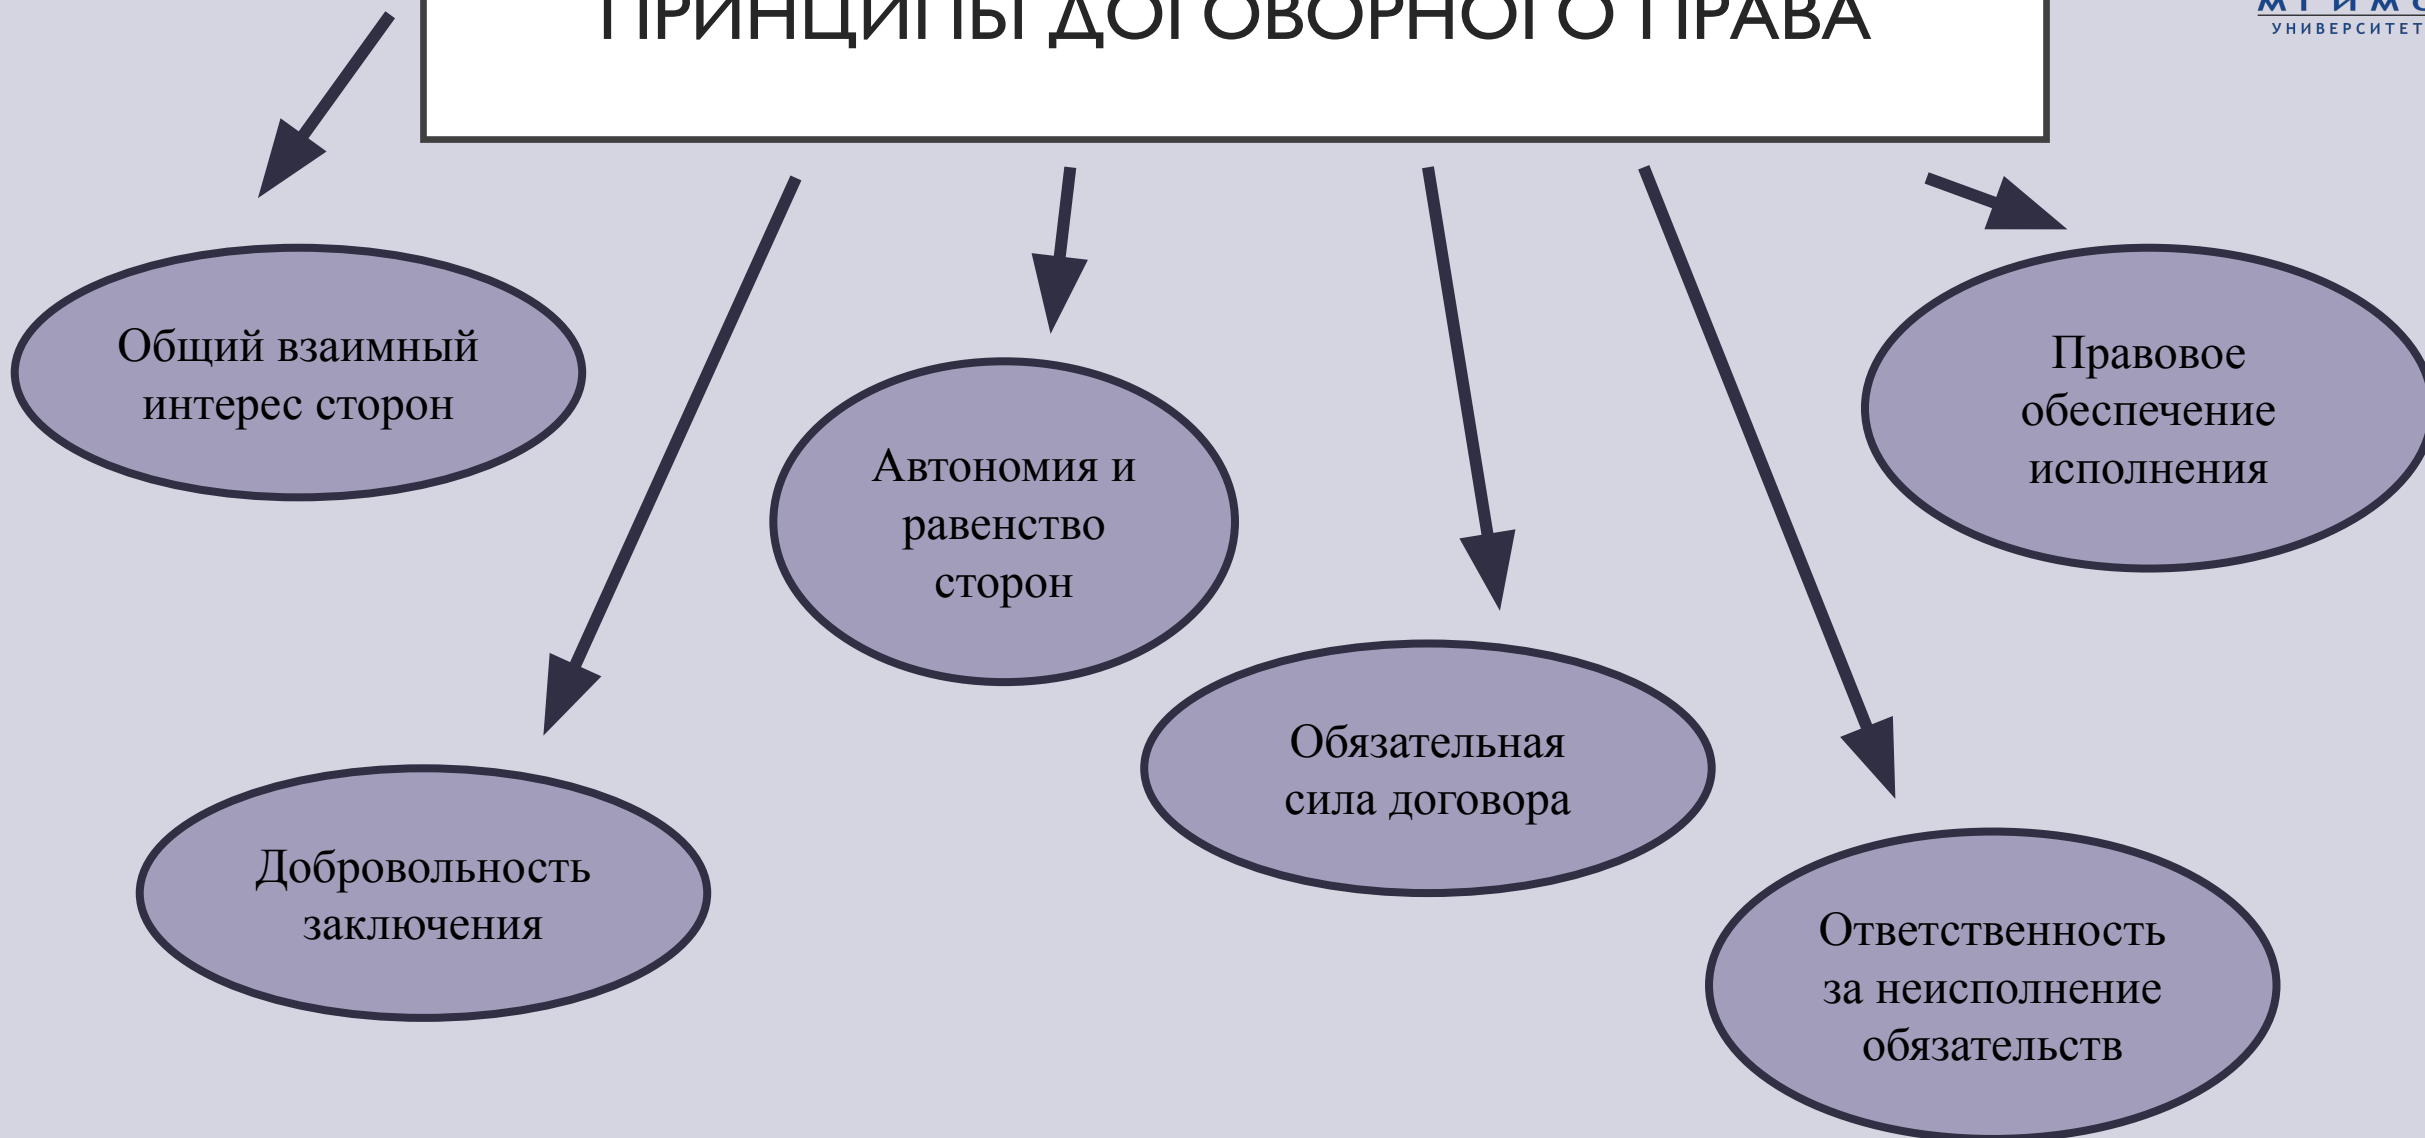 ПРИНЦИПЫ ДОГОВОРНОГО ПРАВА
УНИВЕРСИТЕТ
Общий взаимный
интерес сторон
Добровольность
заключения
Автономия и
равенство
сторон
Обязательная
сила договора
Ответственность
за неисполнение
обязательств
Правовое
обеспечение
исполнения